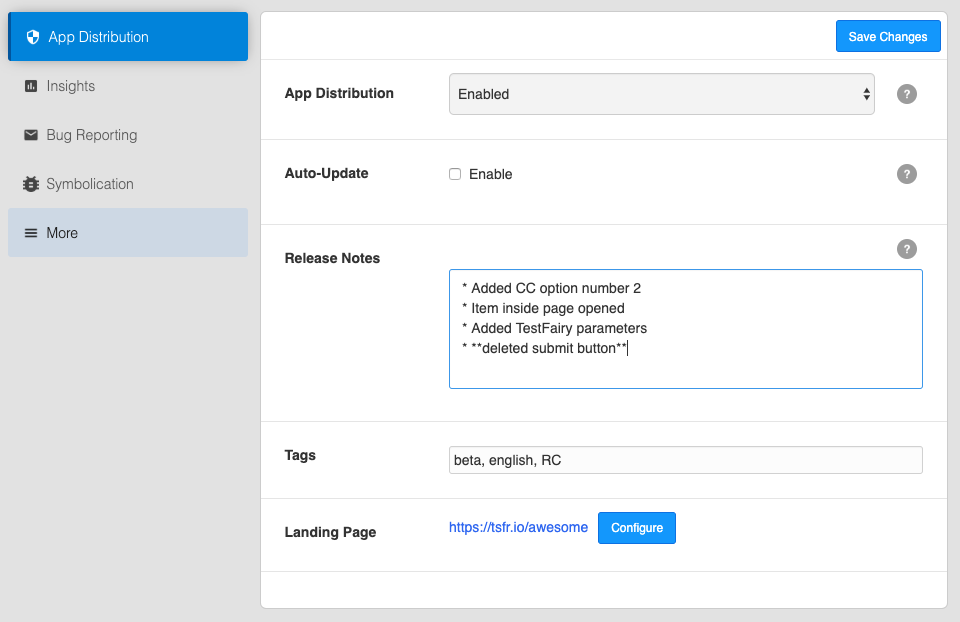 App Distribution
Insights
Bug Reporting
Symbolication
More
Save Changes
App Distribution
Enabled
?
Auto-Update
Enable
?
Release Notes
?
* Added CC option number 2
* Item inside page opened
* Added TestFairy parameters
* **deleted submit button**
Tags
beta, english, RC
Landing Page
https://tsfr.io/awesome
Configure